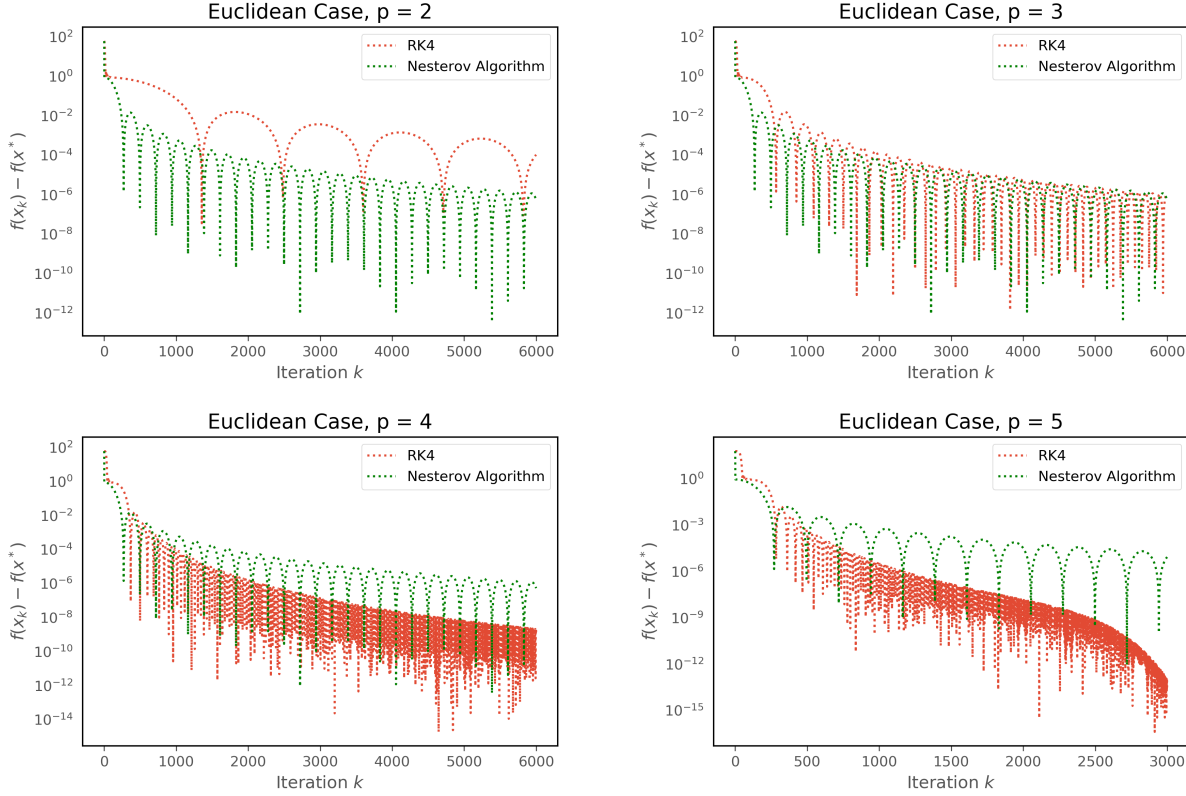 Euclidean Case, p = 2
10^2
10^0
10^-2
10^-4
10^-6
10^-8
10^-10
10^-12
f(x_k) − f(x^*)
RK4
Nesterov Algorithm
0 1000 2000 3000 4000 5000 6000
Iteration k
Euclidean Case, p = 3
10^2
10^0
10^-2
10^-4
10^-6
10^-8
10^-10
10^-12
f(x_k) − f(x^*)
RK4
Nesterov Algorithm
0 1000 2000 3000 4000 5000 6000
Iteration k
Euclidean Case, p = 4
10^2
10^0
10^-2
10^-4
10^-6
10^-8
10^-10
10^-12
10^-14
f(x_k) − f(x^*)
RK4
Nesterov Algorithm
0 1000 2000 3000 4000 5000 6000
Iteration k
Euclidean Case, p = 5
10^0
10^-3
10^-6
10^-9
10^-12
10^-15
f(x_k) − f(x^*)
RK4
Nesterov Algorithm
0 500 1000 1500 2000 2500 3000
Iteration k